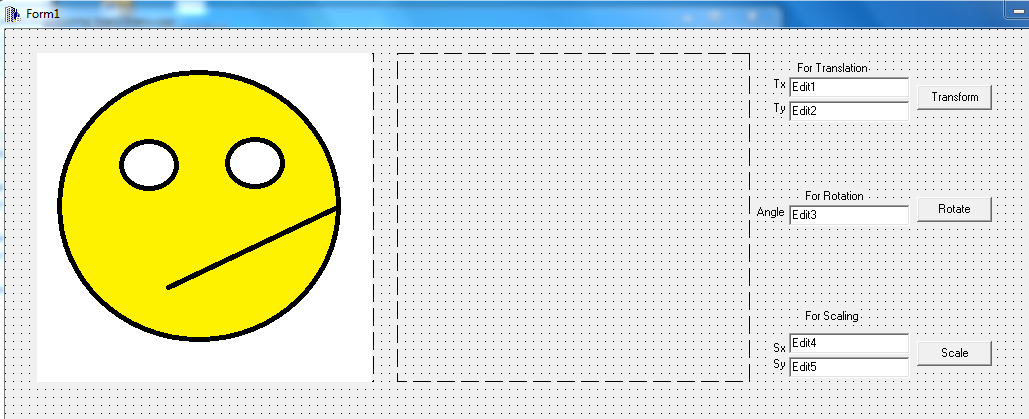 Form1
For Translation
Tx Edit1
Ty Edit2
Transform
For Rotation
Angle Edit3
Rotate
For Scaling
Sx Edit4
Sy Edit5
Scale